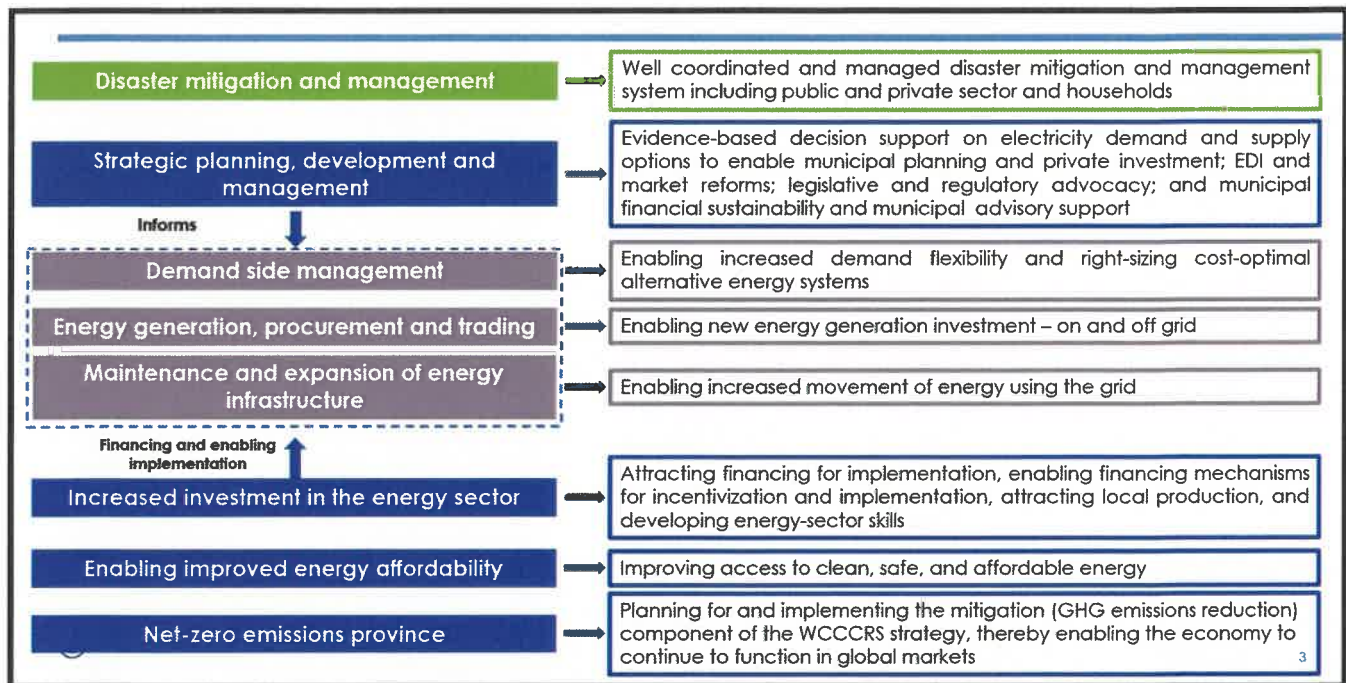 Disaster mitigation and management
Well coordinated and managed disaster mitigation and management
system including public and private sector and households
Strategic planning, development and
management
Evidence-based decision support on electricity demand and supply
options to enable municipal planning and private investment; EDI and
market reforms; legislative and regulatory advocacy; and municipal
financial sustainability and municipal advisory support
Informs
Demand side management
Enabling increased demand flexibility and right-sizing cost-optimal
alternative energy systems
Energy generation, procurement and trading
Enabling new energy generation investment – on and off grid
Maintenance and expansion of energy
infrastructure
Enabling increased movement of energy using the grid
Financing and enabling
implementation
Increased investment in the energy sector
Attracting financing for implementation, enabling financing mechanisms
for incentivization and implementation, attracting local production, and
developing energy-sector skills
Enabling improved energy affordability
Improving access to clean, safe, and affordable energy
Net-zero emissions province
Planning for and implementing the mitigation (GHG emissions reduction)
component of the WCCCRS strategy, thereby enabling the economy to
continue to function in global markets
3